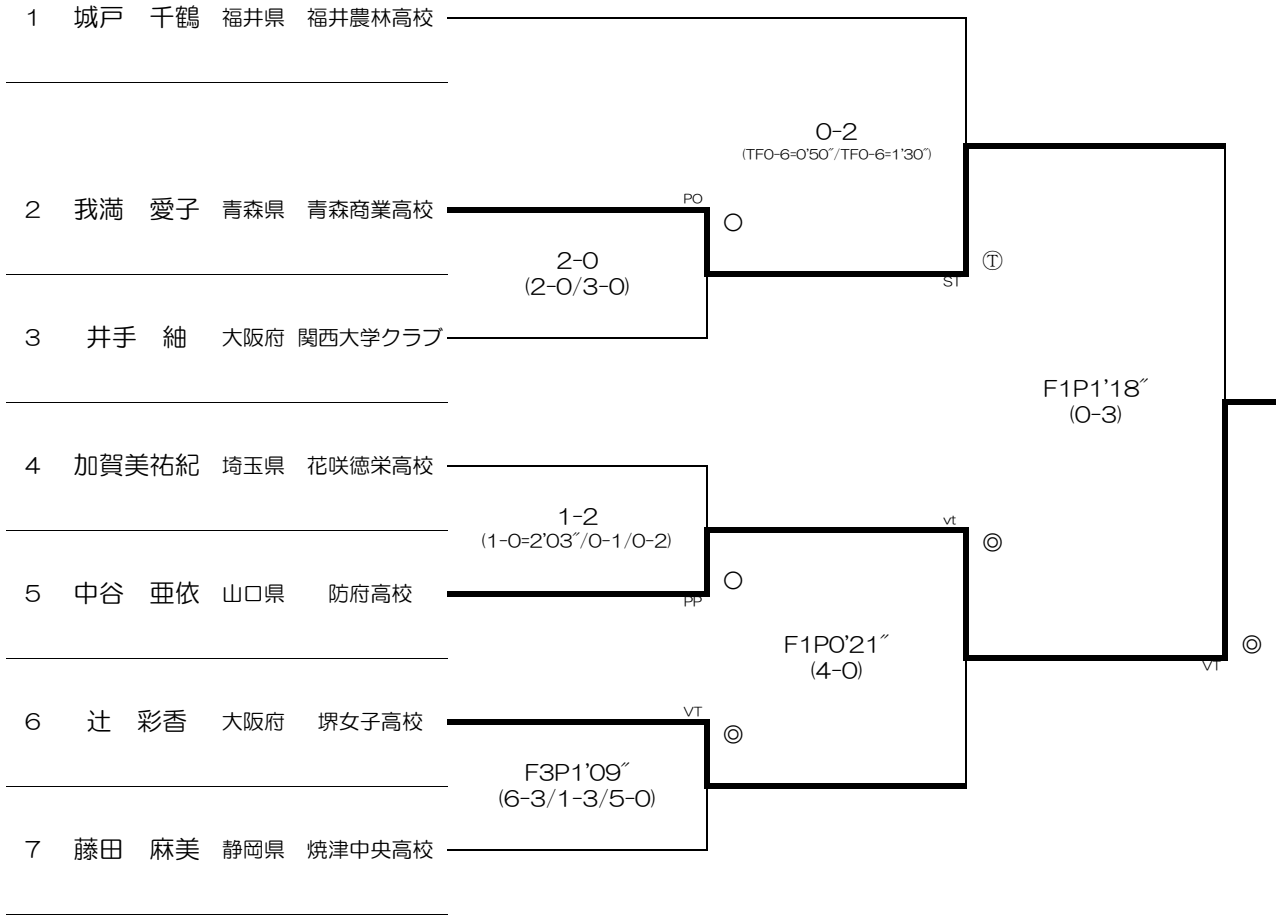 1 城戸 千鶴 福井県 福井農林高校
0-2
(TF0-6=0'50″/TF0-6=1'30″)
2 我満 愛子 青森県 青森商業高校
PO
○
2-0
(2-0/3-0)
ST
Ⓣ
3 井手 紬 大阪府 関西大学クラブ
F1P1'18″
(0-3)
4 加賀美祐紀 埼玉県 花咲徳栄高校
1-2
(1-0=2'03″/0-1/0-2)
vt
◎
5 中谷 亜依 山口県 防府高校
PP
○
F1P0'21″
(4-0)
VT
◎
6 辻 彩香 大阪府 堺女子高校
VT
◎
F3P1'09″
(6-3/1-3/5-0)
7 藤田 麻美 静岡県 焼津中央高校